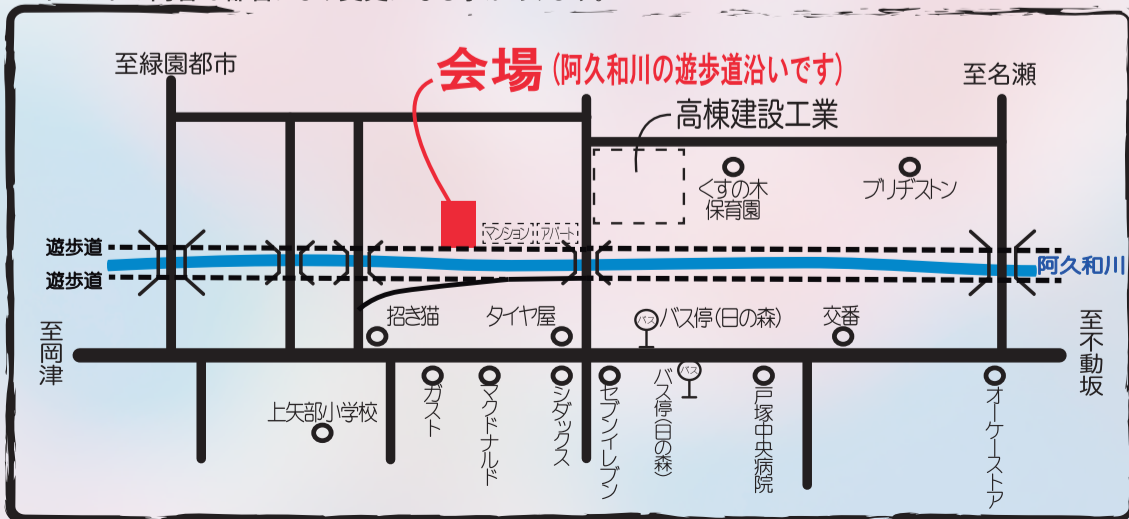 至緑園都市
会場(阿久和川の遊歩道沿いです)
至名瀬
高棟建設工業
くすの木
保育園
ブリヂストン
マンション
アパート
遊歩道
遊歩道
阿久和川
至岡津
招き猫
タイヤ屋
バス
バス停(日の森)
交番
至不動坂
上矢部小学校
ガスト
マクドナルド
シダックス
セブンイレブン
バス停(日の森)
バス
戸塚中央病院
オーケーストア